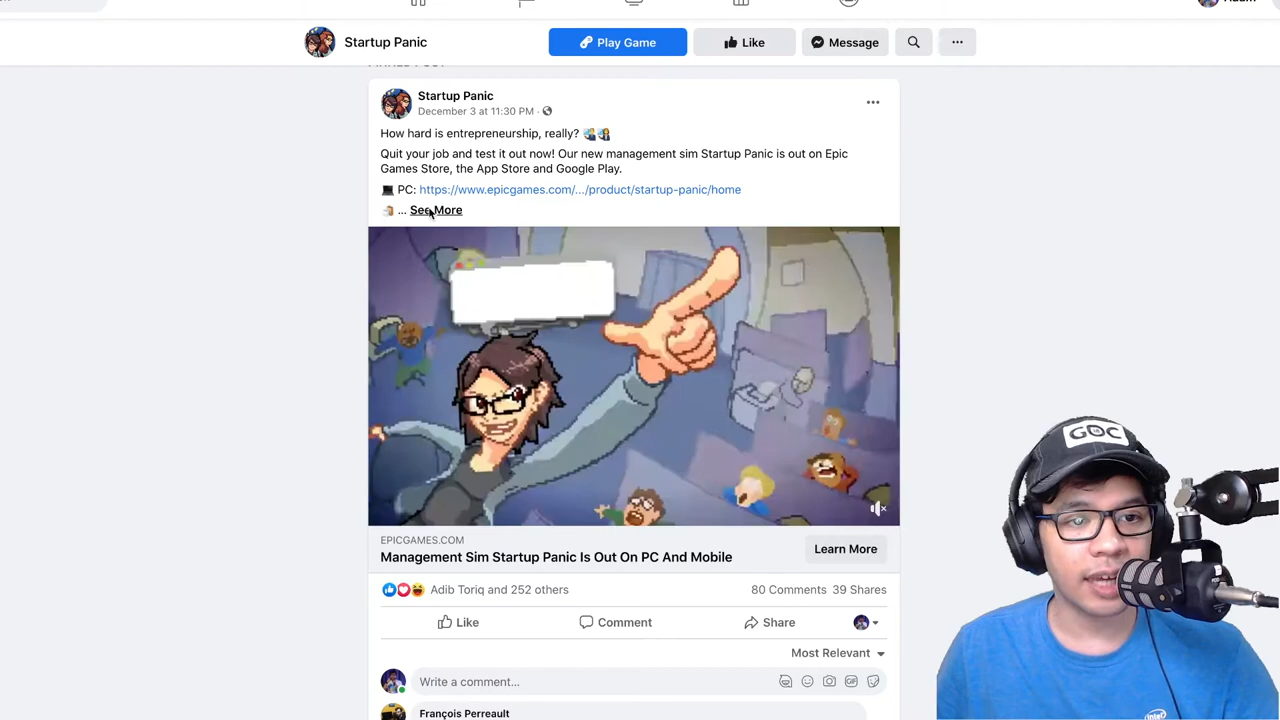 Startup Panic
Play Game
Like
Message
Startup Panic
December 3 at 11:30 PM ·
How hard is entrepreneurship, really?
Quit your job and test it out now! Our new management sim Startup Panic is out on Epic
Games Store, the App Store and Google Play.
PC: https://www.epicgames.com/.../product/startup-panic/home
... See More
EPICGAMES.COM
Management Sim Startup Panic Is Out On PC And Mobile
Learn More
Adib Toriq and 252 others
80 Comments 39 Shares
Like
Comment
Share
Most Relevant
Write a comment...
GIF
François Perreault
GOC
intel